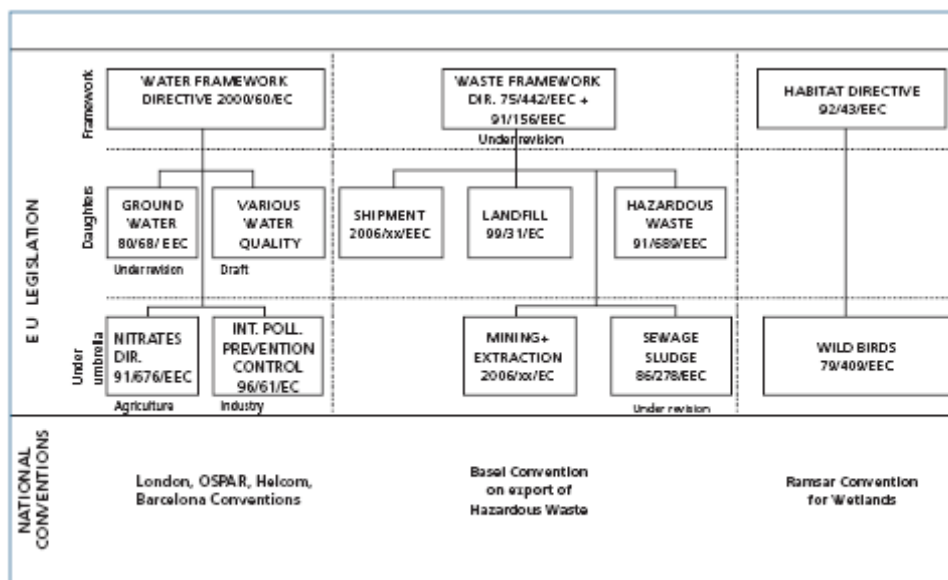 EU LEGISLATION
Framework
WATER FRAMEWORK
DIRECTIVE 2000/60/EC
WASTE FRAMEWORK
DIR. 75/442/EEC +
91/156/EEC
Under revision
HABITAT DIRECTIVE
92/43/EEC
Daughters
GROUND
WATER
80/68/ EEC
Under revision
VARIOUS
WATER
QUALITY
Draft
SHIPMENT
2006/xx/EEC
LANDFILL
99/31/EC
HAZARDOUS
WASTE
91/689/EEC
Under
umbrella
NITRATES
DIR.
91/676/EEC
Agriculture
INT. POLL.
PREVENTION
CONTROL
96/61/EC
Industry
MINING+
EXTRACTION
2006/xx/EC
SEWAGE
SLUDGE
86/278/EEC
Under revision
WILD BIRDS
79/409/EEC
NATIONAL
CONVENTIONS
London, OSPAR, Helcom,
Barcelona Conventions
Basel Convention
on export of
Hazardous Waste
Ramsar Convention
for Wetlands